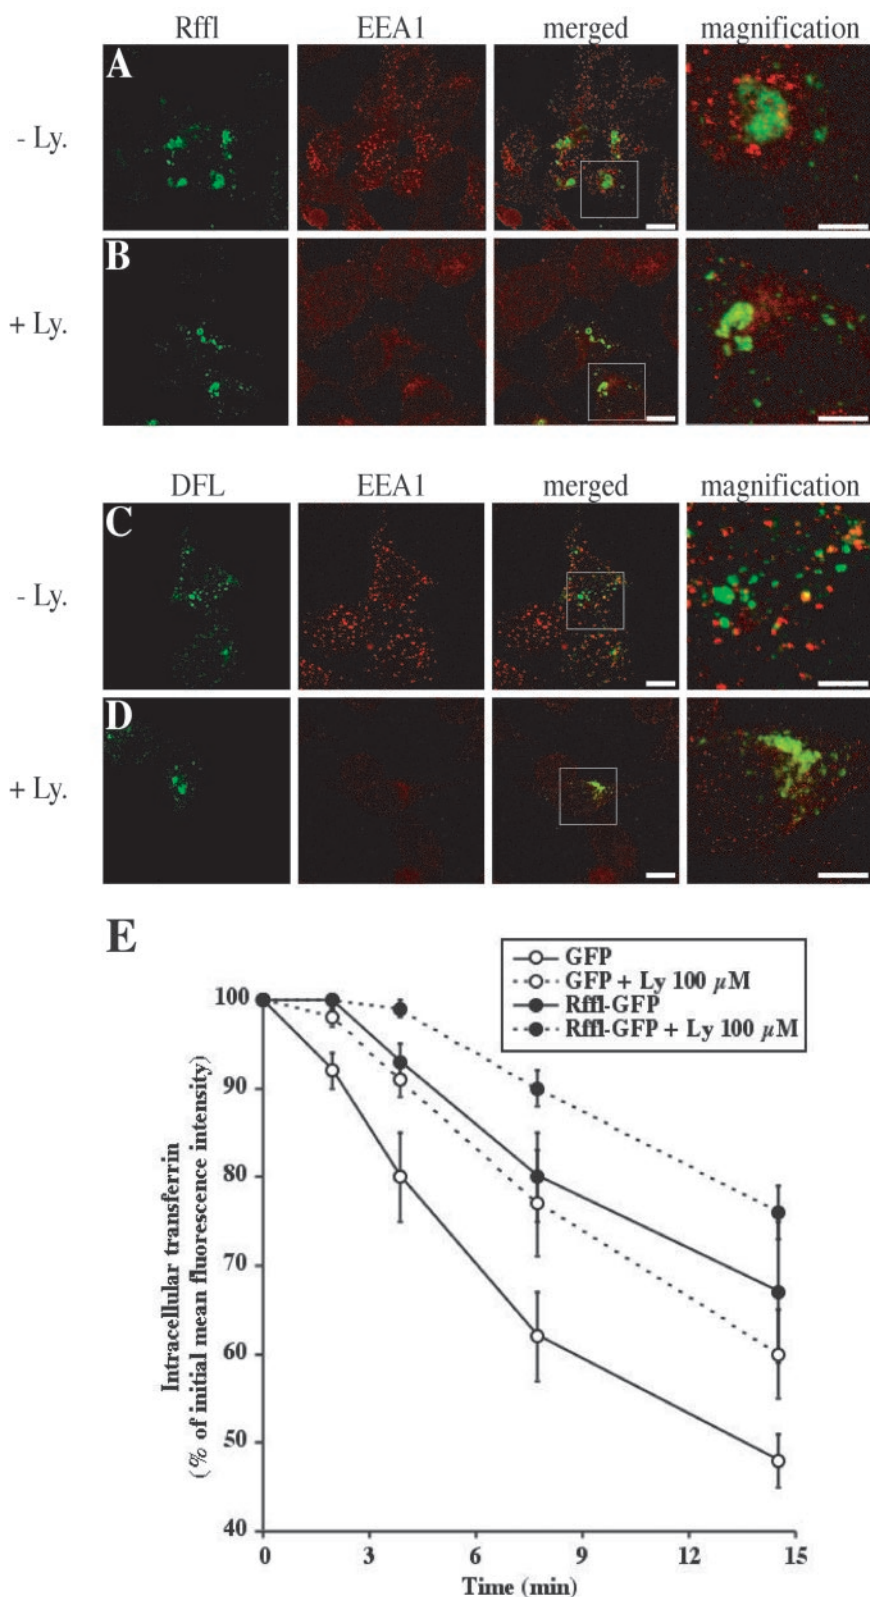 Rffl EEA1 merged magnification
A
- Ly.
B
+ Ly.
DFL EEA1 merged magnification
C
- Ly.
D
+ Ly.
E
GFP
GFP + Ly 100 μM
Rffl-GFP
Rffl-GFP + Ly 100 μM
Intracellular transferrin
(% of initial mean fluorescence intensity)
100
90
80
70
60
50
40
0 3 6 9 12 15
Time (min)